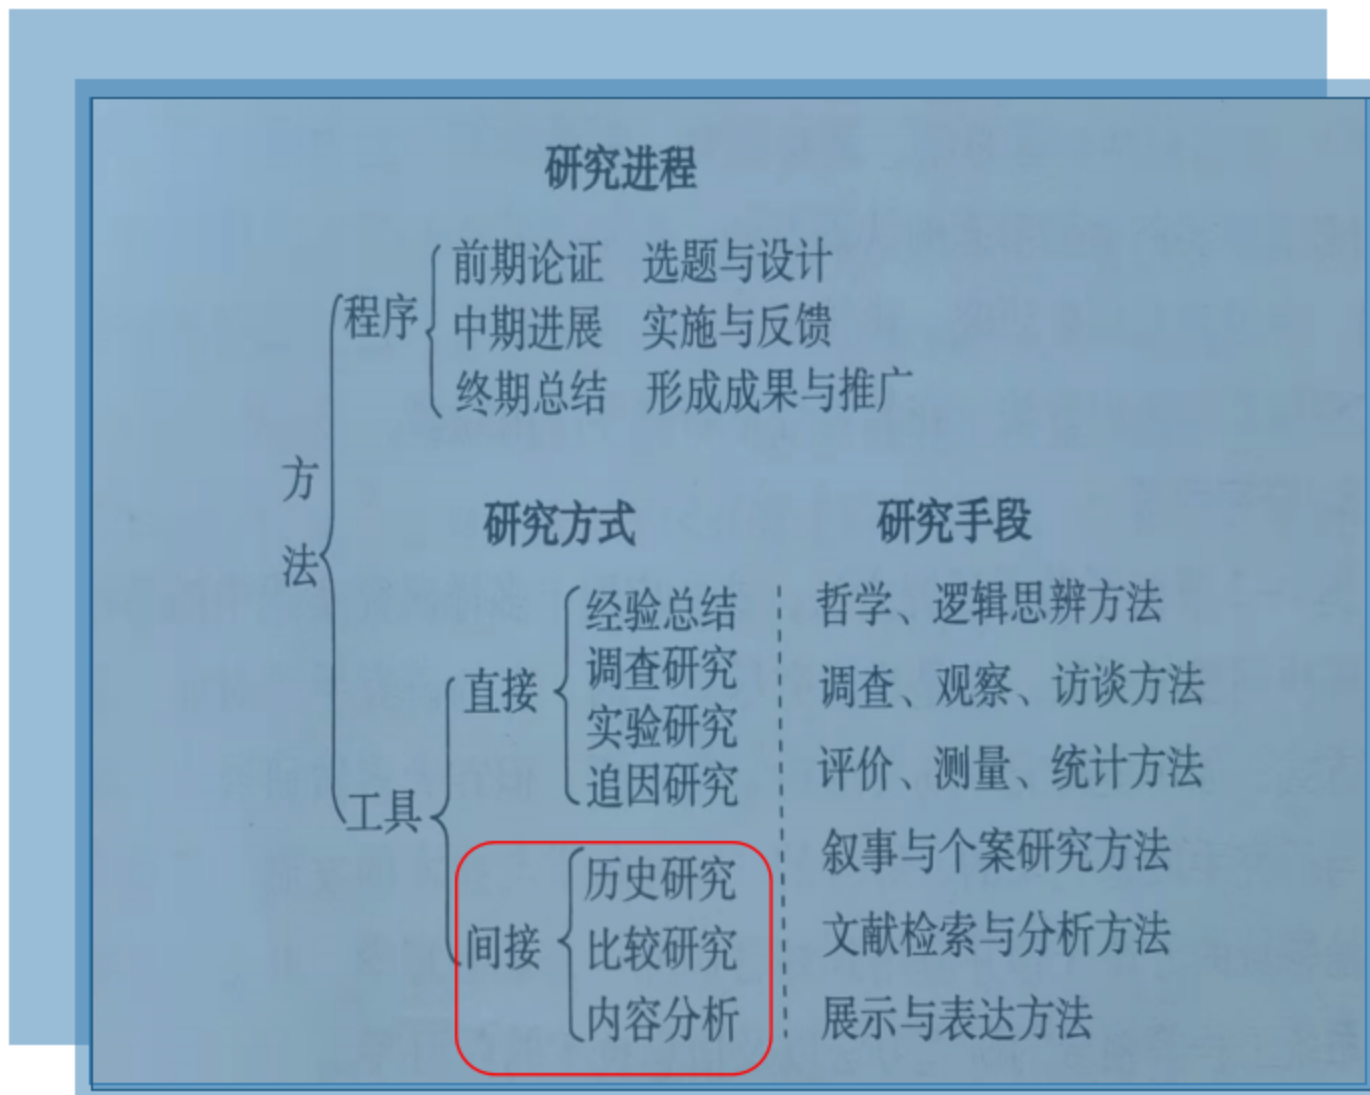 研究进程
程序
前期论证 选题与设计
中期进展 实施与反馈
终期总结 形成成果与推广
方法
研究方式 研究手段
工具
直接
经验总结
调查研究
实验研究
追因研究
间接
历史研究
比较研究
内容分析
哲学、逻辑思辨方法
调查、观察、访谈方法
评价、测量、统计方法
叙事与个案研究方法
文献检索与分析方法
展示与表达方法